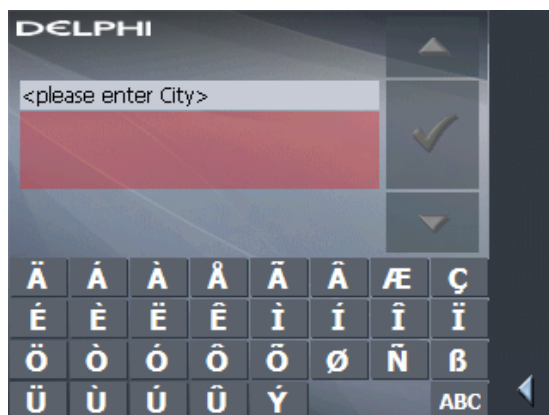 DELPHI
<please enter City>
Ä Á À Å Ã Â Æ Ç
É È Ë Ê Ì Í Î Ï
Ö Ò Ó Ô Õ Ø Ñ ß
Ü Ù Ú Û Ý ABC